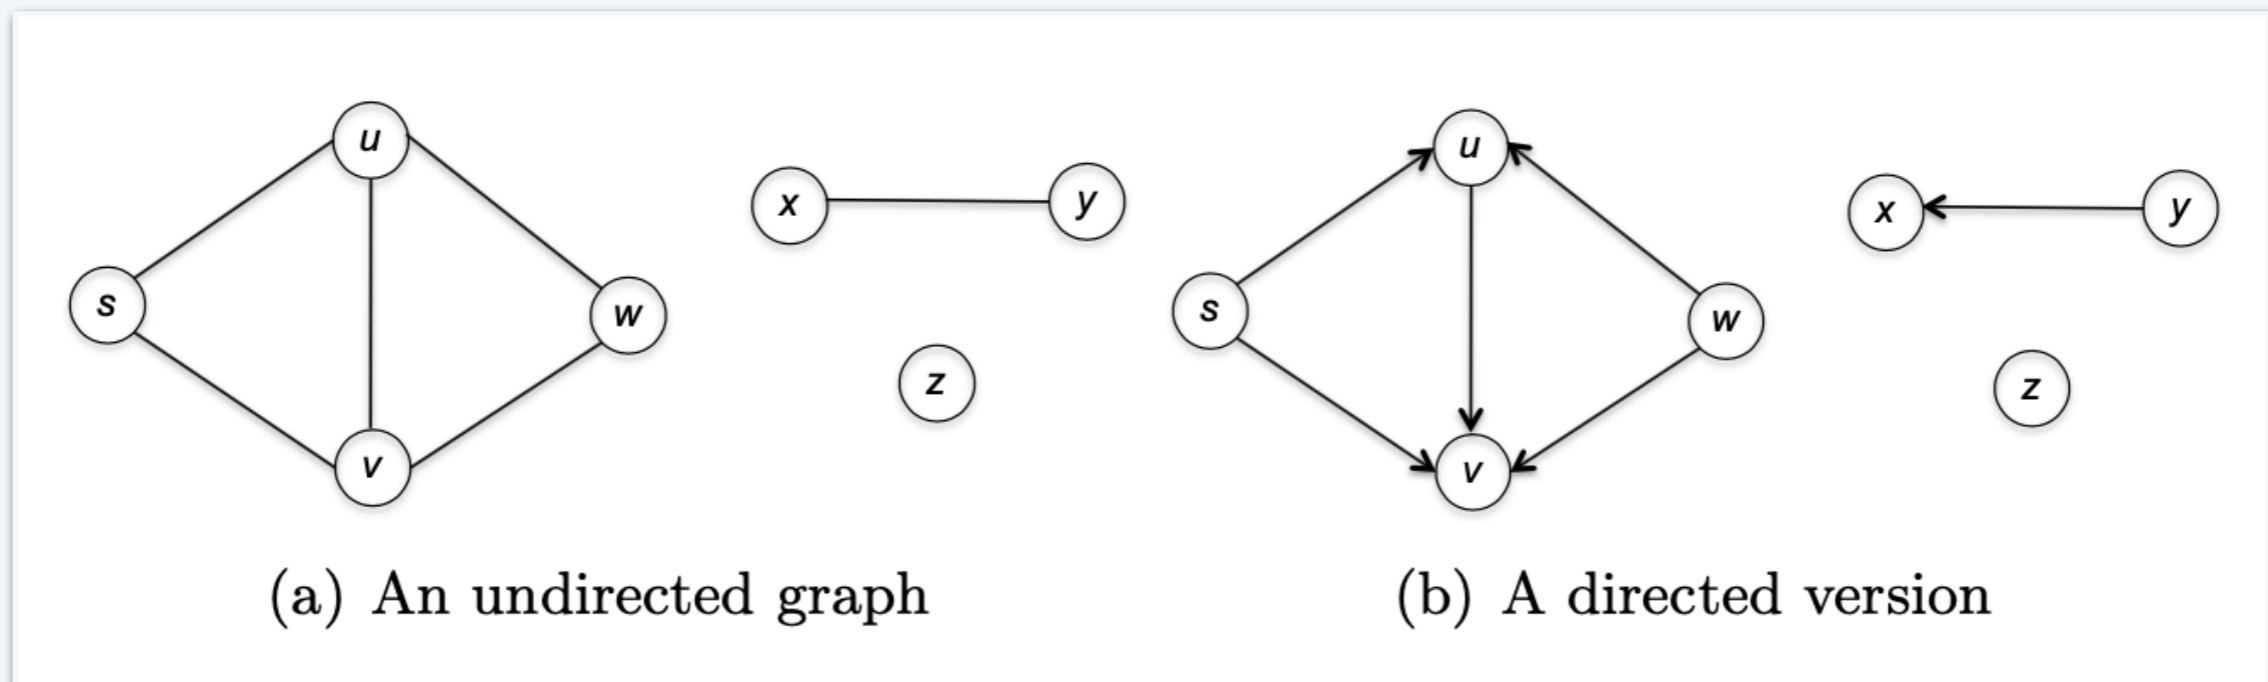 u
s
w
v
x
y
z
u
s
w
v
x
y
z
(a) An undirected graph
(b) A directed version